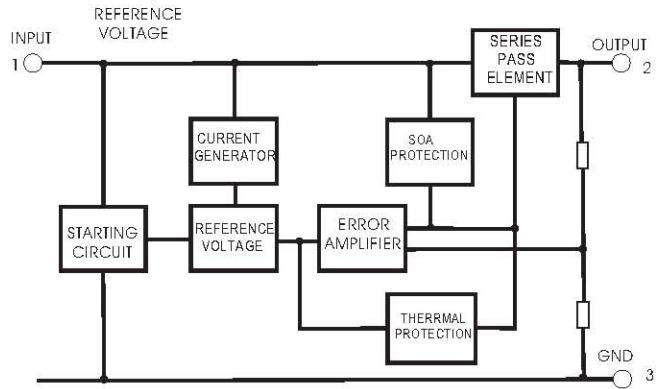 REFERENCE
VOLTAGE
INPUT
1
SERIES
PASS
ELEMENT
OUTPUT
2
CURRENT
GENERATOR
SOA
PROTECTION
STARTING
CIRCUIT
REFERENCE
VOLTAGE
ERROR
AMPLIFIER
THERRMAL
PROTECTION
GND
3